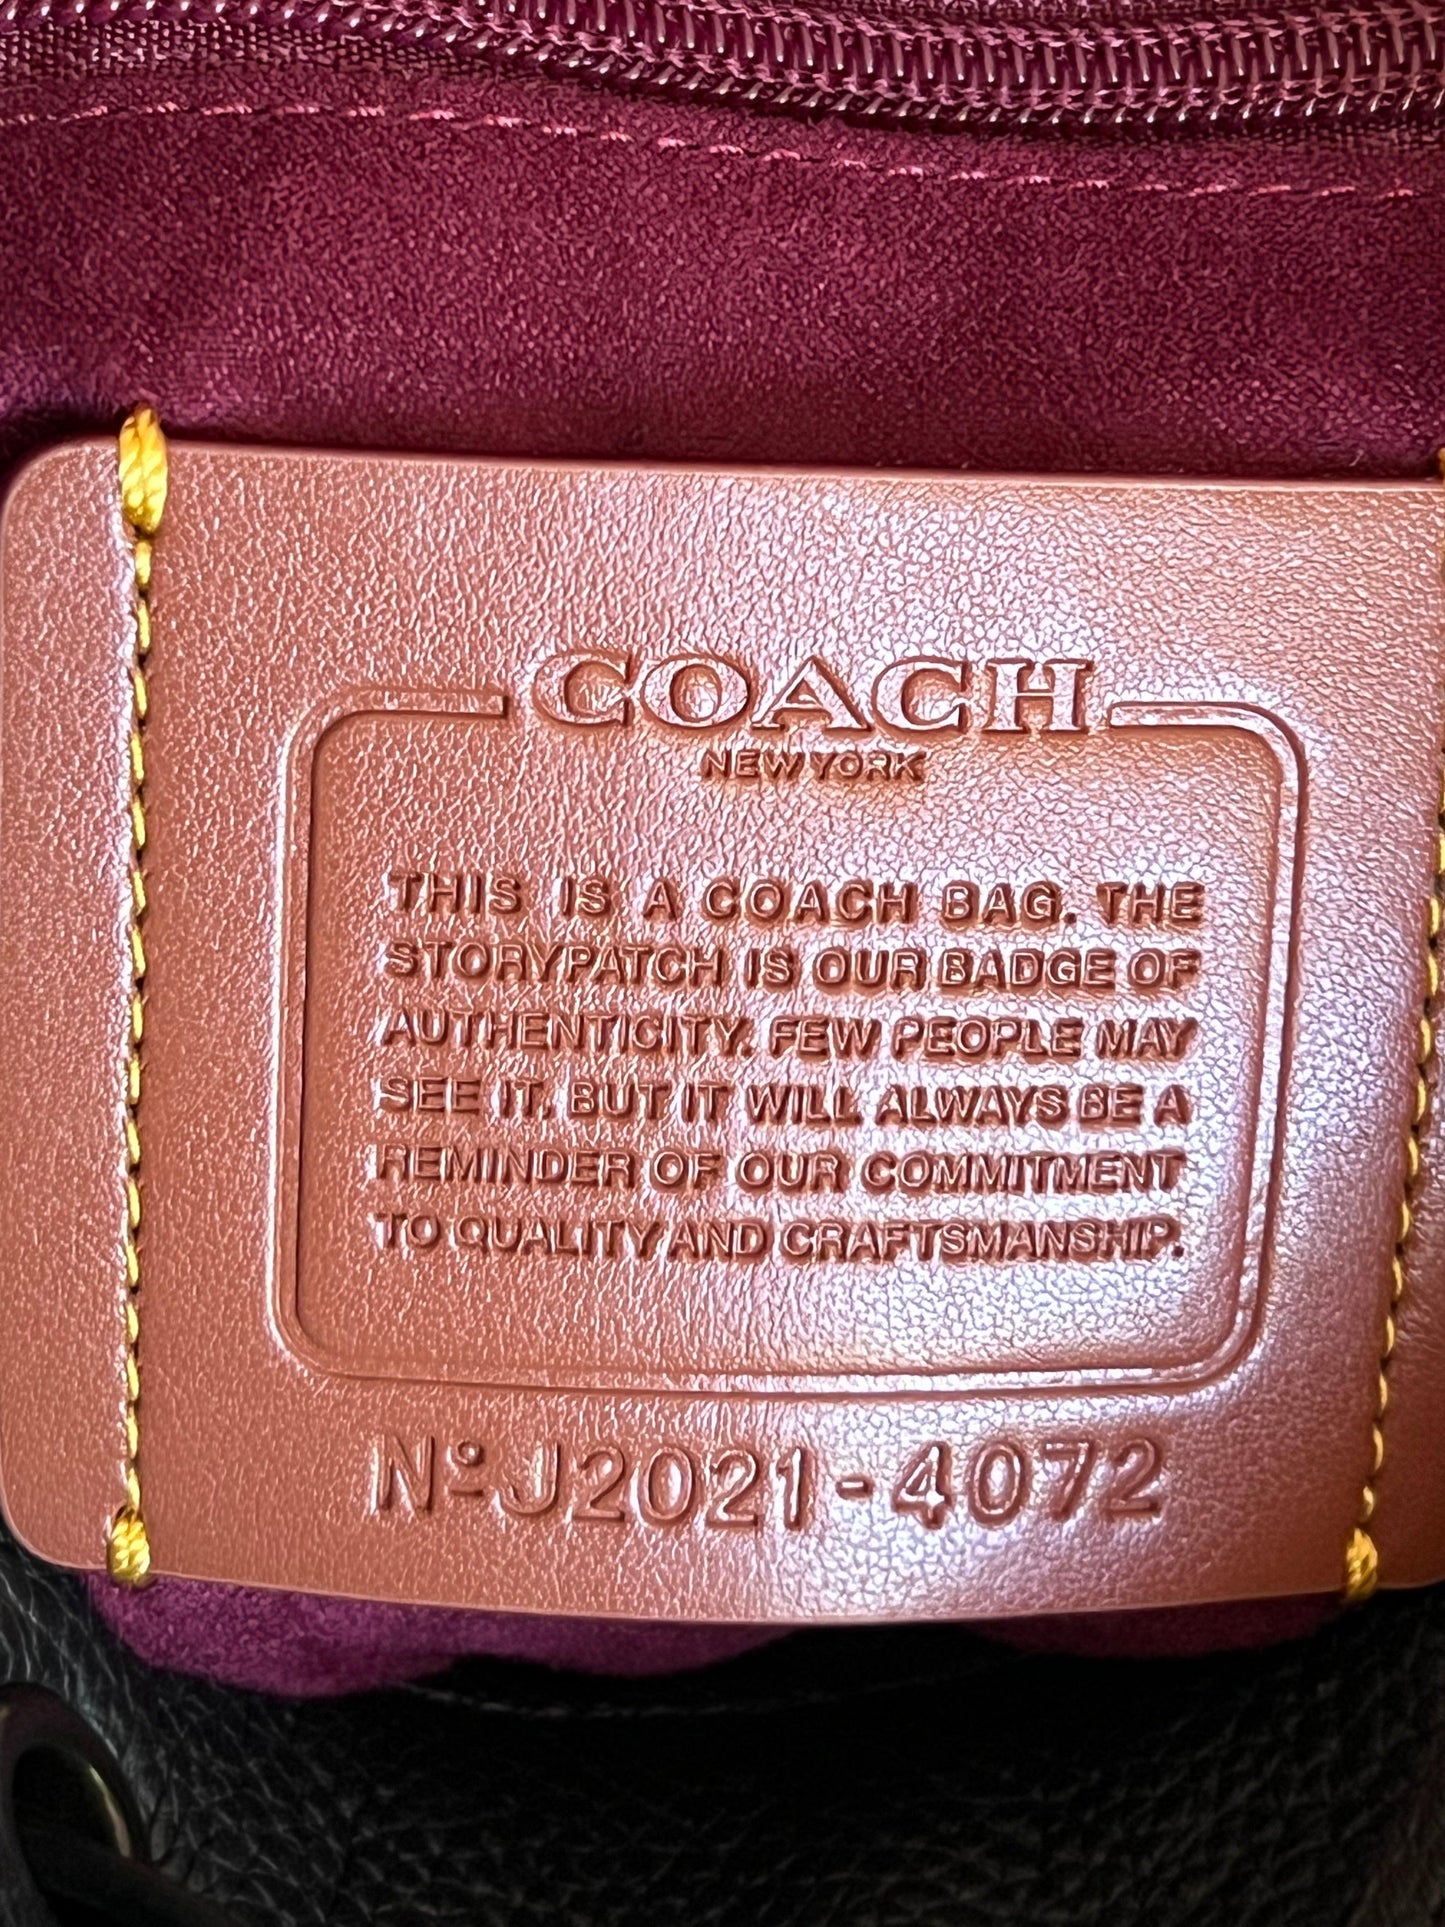 COACH
NEW YORK
THIS IS A COACH BAG. THE
STORYPATCH IS OUR BADGE OF
AUTHENTICITY. FEW PEOPLE MAY
SEE IT, BUT IT WILL ALWAYS BE A
REMINDER OF OUR COMMITMENT
TO QUALITY AND CRAFTSMANSHIP.
Nº J2021-4072